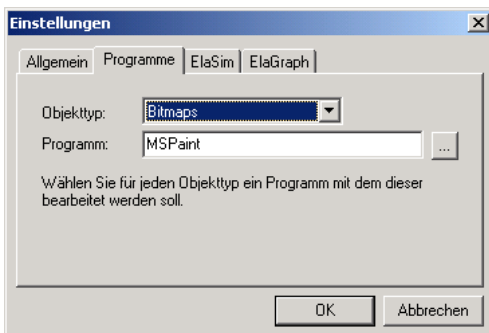 Einstellungen
Allgemein Programme ElaSim ElaGraph
Objekttyp: Bitmaps
Programm: MSPaint ...
Wählen Sie für jeden Objekttyp ein Programm mit dem dieser
bearbeitet werden soll.
OK Abbrechen